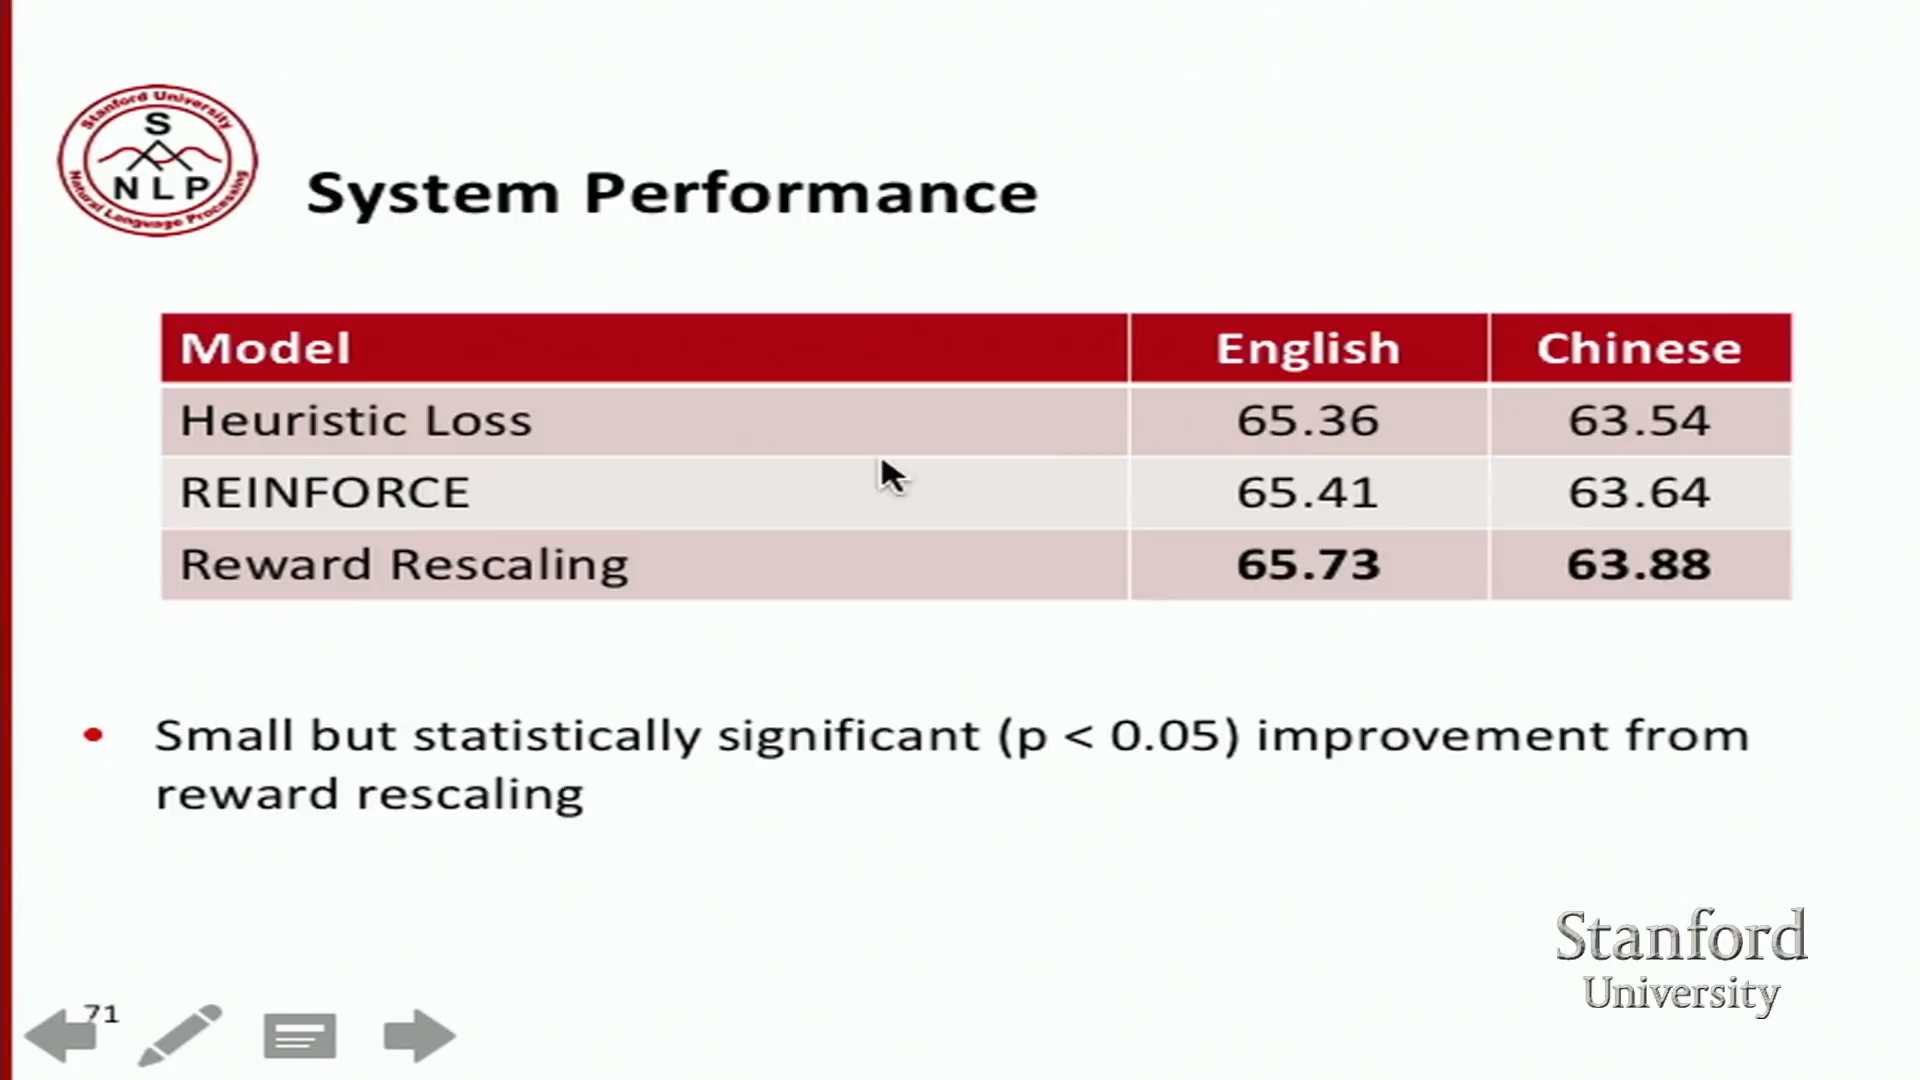 Stanford University
S
NLP
Natural Language Processing
System Performance
Model English Chinese
Heuristic Loss 65.36 63.54
REINFORCE 65.41 63.64
Reward Rescaling 65.73 63.88
• Small but statistically significant (p < 0.05) improvement from
reward rescaling
Stanford
University
71